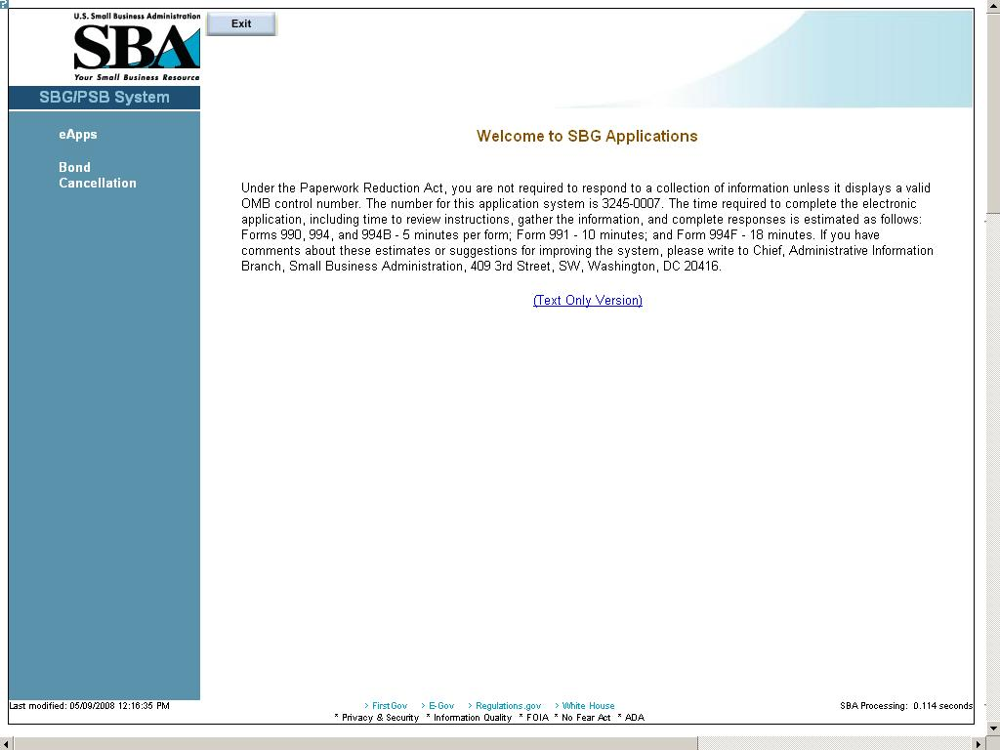 U.S. Small Business Administration
SBA
Your Small Business Resource
Exit
SBG/PSB System
eApps
Bond
Cancellation
Welcome to SBG Applications
Under the Paperwork Reduction Act, you are not required to respond to a collection of information unless it displays a valid
OMB control number. The number for this application system is 3245-0007. The time required to complete the electronic
application, including time to review instructions, gather the information, and complete responses is estimated as follows:
Forms 990, 994, and 994B - 5 minutes per form; Form 991 - 10 minutes; and Form 994F - 18 minutes. If you have
comments about these estimates or suggestions for improving the system, please write to Chief, Administrative Information
Branch, Small Business Administration, 409 3rd Street, SW, Washington, DC 20416.
(Text Only Version)
Last modified: 05/09/2008 12:16:35 PM
> FirstGov > E-Gov > Regulations.gov > White House
* Privacy & Security * Information Quality * FOIA * No Fear Act * ADA
SBA Processing: 0.114 seconds